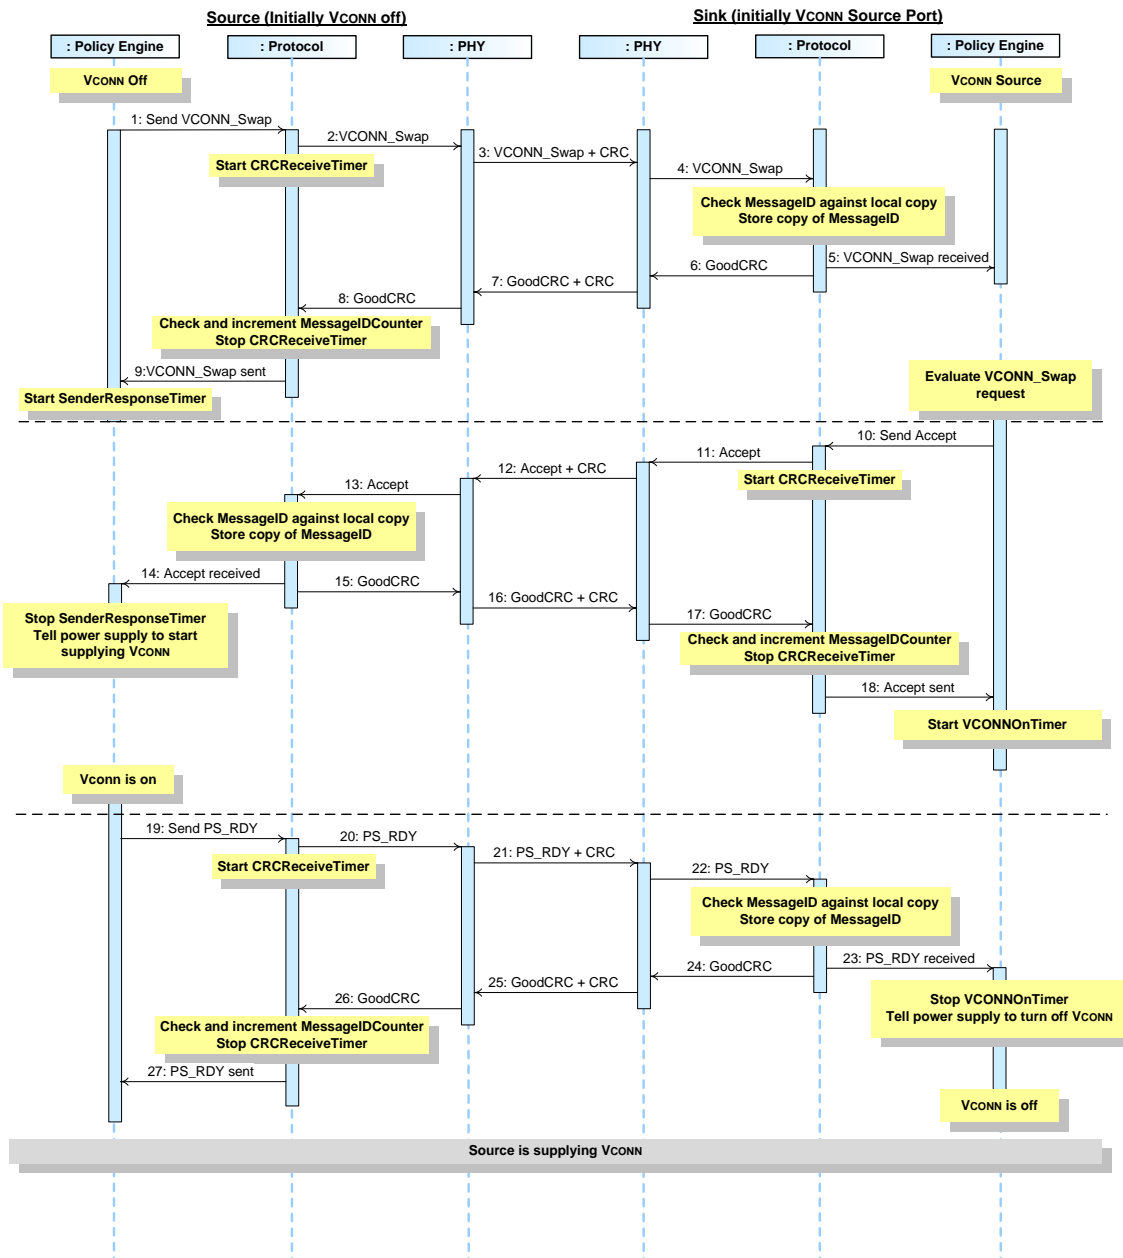 Source (Initially VCONN off)
Sink (initially VCONN Source Port)
: Policy Engine
: Protocol
: PHY
: PHY
: Protocol
: Policy Engine
VCONN Off
VCONN Source
1: Send VCONN_Swap
2:VCONN_Swap
Start CRCReceiveTimer
3: VCONN_Swap + CRC
4: VCONN_Swap
Check MessageID against local copy
Store copy of MessageID
5: VCONN_Swap received
6: GoodCRC
7: GoodCRC + CRC
8: GoodCRC
Check and increment MessageIDCounter
Stop CRCReceiveTimer
9:VCONN_Swap sent
Start SenderResponseTimer
Evaluate VCONN_Swap
request
10: Send Accept
11: Accept
Start CRCReceiveTimer
12: Accept + CRC
13: Accept
Check MessageID against local copy
Store copy of MessageID
14: Accept received
15: GoodCRC
Stop SenderResponseTimer
Tell power supply to start
supplying VCONN
16: GoodCRC + CRC
17: GoodCRC
Check and increment MessageIDCounter
Stop CRCReceiveTimer
18: Accept sent
Start VCONNOnTimer
Vconn is on
19: Send PS_RDY
20: PS_RDY
Start CRCReceiveTimer
21: PS_RDY + CRC
22: PS_RDY
Check MessageID against local copy
Store copy of MessageID
23: PS_RDY received
24: GoodCRC
25: GoodCRC + CRC
26: GoodCRC
Stop VCONNOnTimer
Tell power supply to turn off VCONN
Check and increment MessageIDCounter
Stop CRCReceiveTimer
27: PS_RDY sent
VCONN is off
Source is supplying VCONN